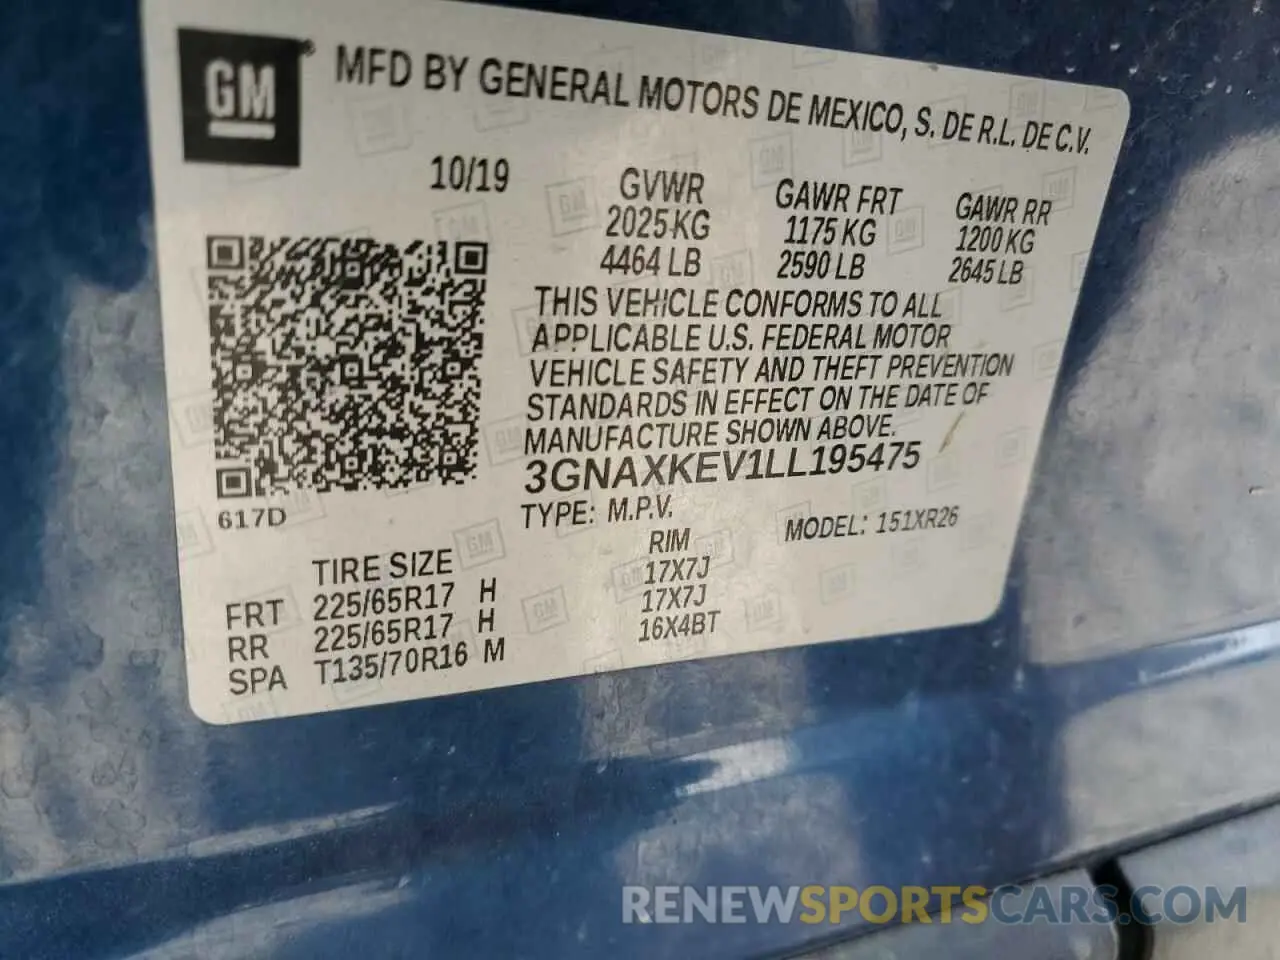 GM® MFD BY GENERAL MOTORS DE MEXICO, S. DE R.L. DE C.V.
10/19
GVWR GAWR FRT GAWR RR
2025 KG 1175 KG 1200 KG
4464 LB 2590 LB 2645 LB
THIS VEHICLE CONFORMS TO ALL
APPLICABLE U.S. FEDERAL MOTOR
VEHICLE SAFETY AND THEFT PREVENTION
STANDARDS IN EFFECT ON THE DATE OF
MANUFACTURE SHOWN ABOVE.
3GNAXKEV1LL195475
617D
TYPE: M.P.V. MODEL: 151XR26
TIRE SIZE RIM
FRT 225/65R17 H 17X7J
RR 225/65R17 H 17X7J
SPA T135/70R16 M 16X4BT
RENEWSPORTSCARS.COM